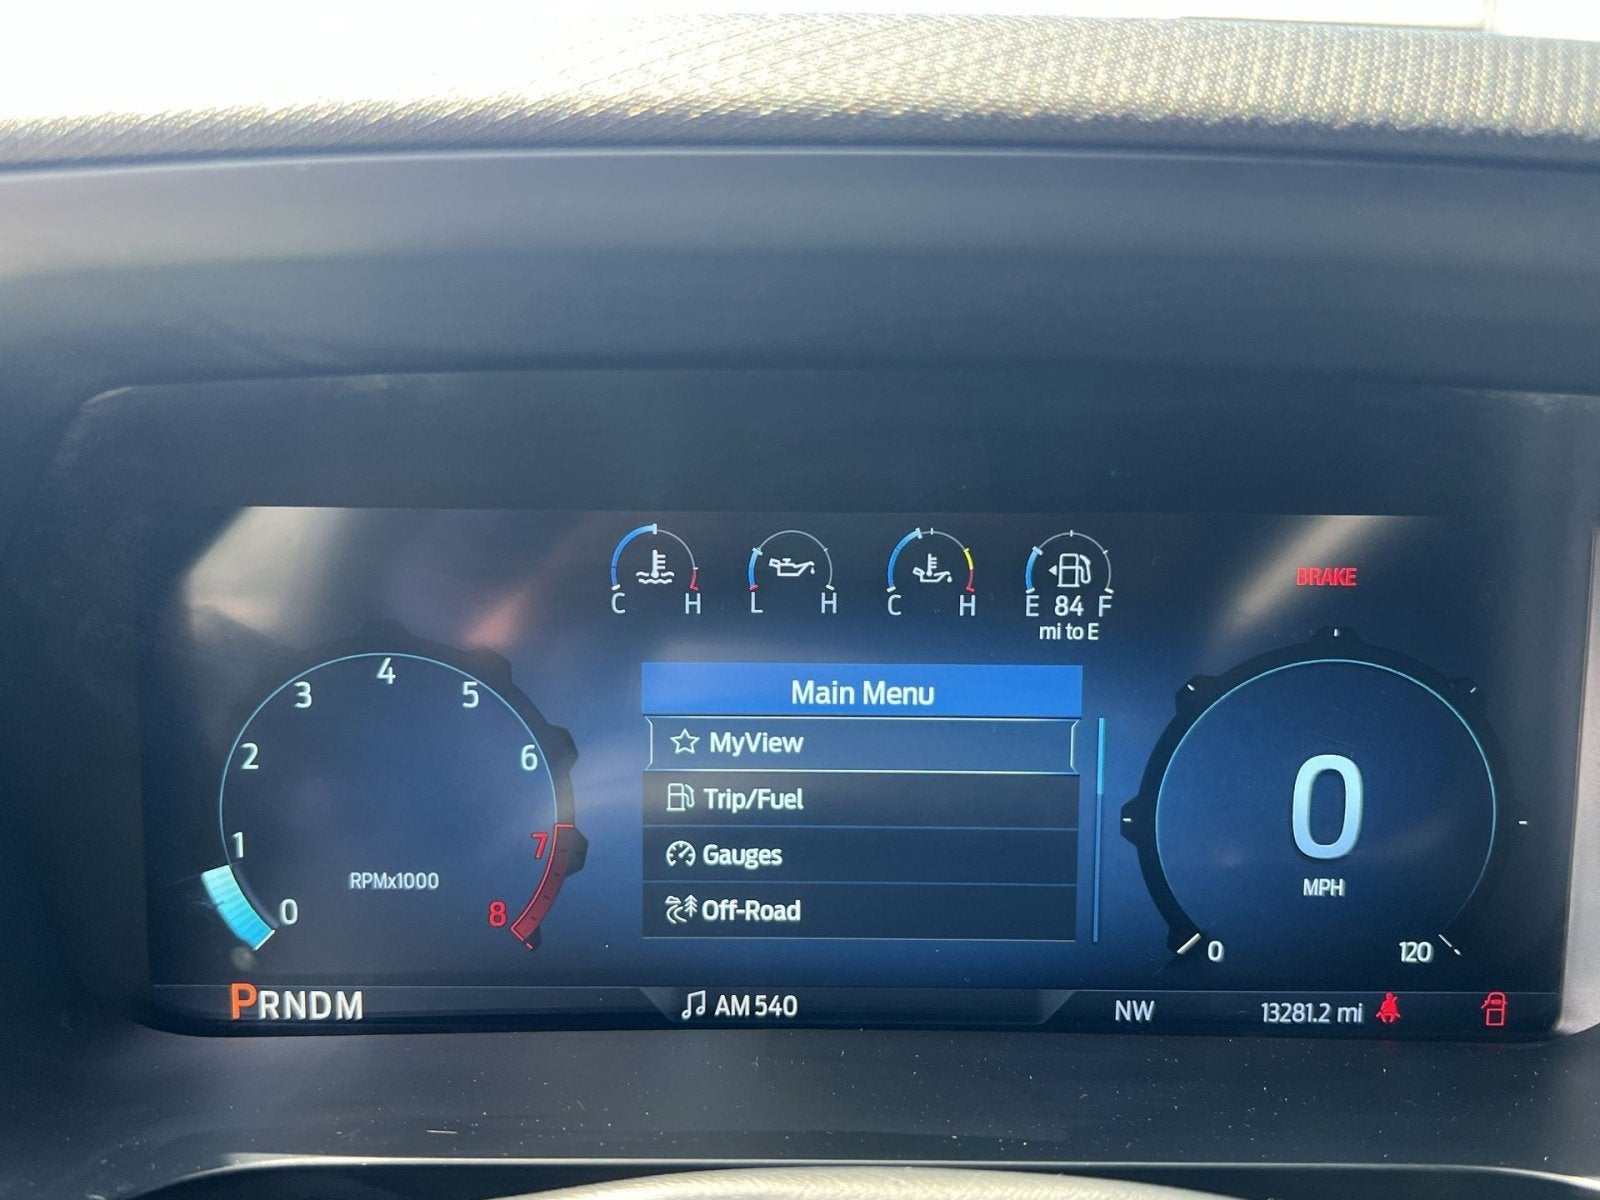 C H
L H
C H
E 84 F
mi to E
BRAKE
0
1
2
3
4
5
6
7
8
RPMx1000
Main Menu
MyView
Trip/Fuel
Gauges
Off-Road
0
MPH
0
120
PRNDM
AM 540
NW
13281.2 mi